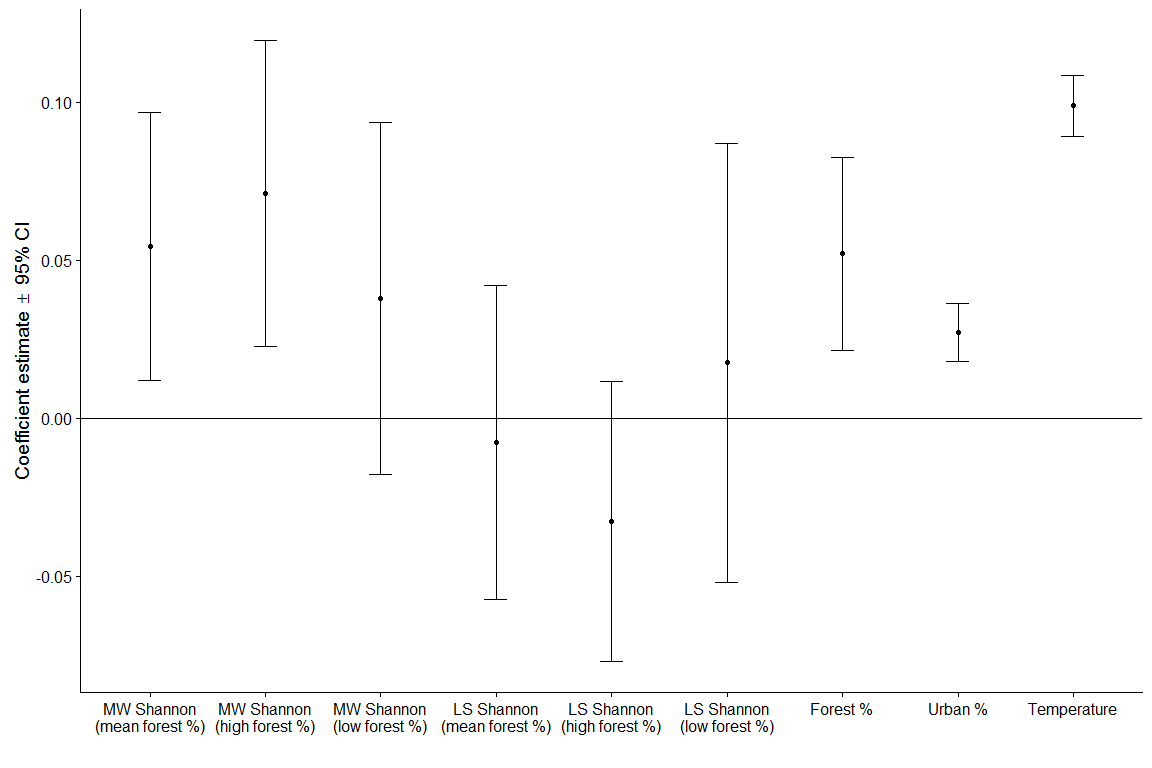 Coefficient estimate ± 95% CI
0.10
0.05
0.00
-0.05
MW Shannon
(mean forest %)
MW Shannon
(high forest %)
MW Shannon
(low forest %)
LS Shannon
(mean forest %)
LS Shannon
(high forest %)
LS Shannon
(low forest %)
Forest %
Urban %
Temperature